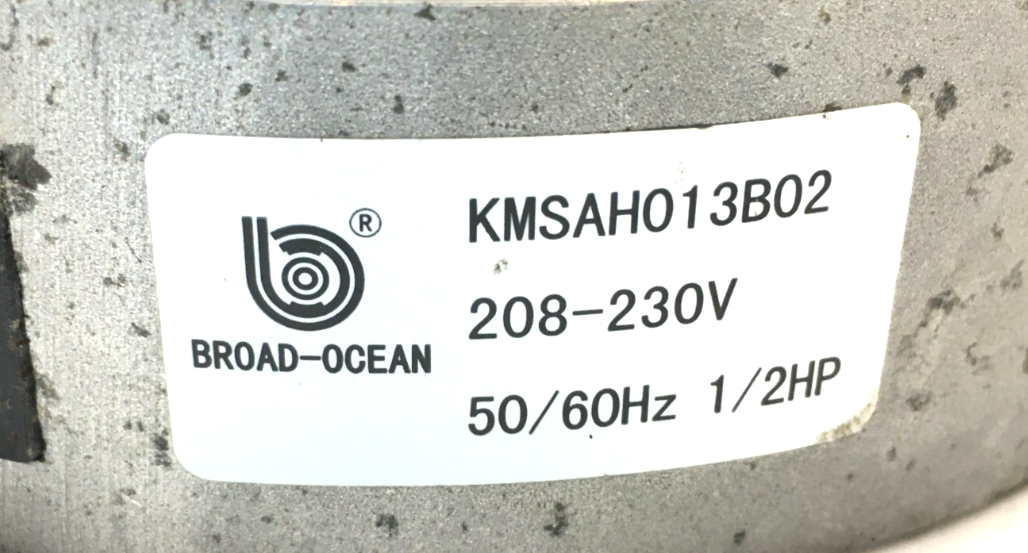 ®
BROAD-OCEAN
KMSAH013B02
208-230V
50/60Hz 1/2HP